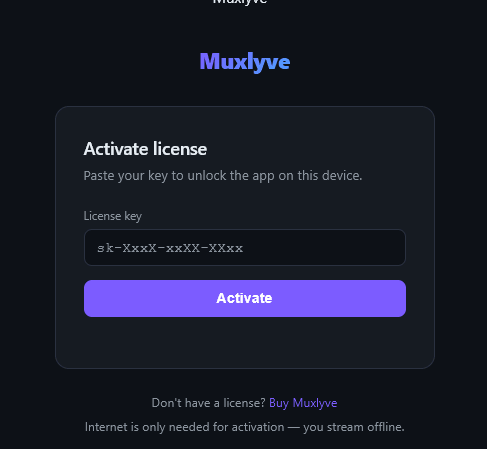 Muxlyve
Muxlyve
Activate license
Paste your key to unlock the app on this device.
License key
sk-XxxX-xxXX-XXxx
Activate
Don't have a license? Buy Muxlyve
Internet is only needed for activation — you stream offline.